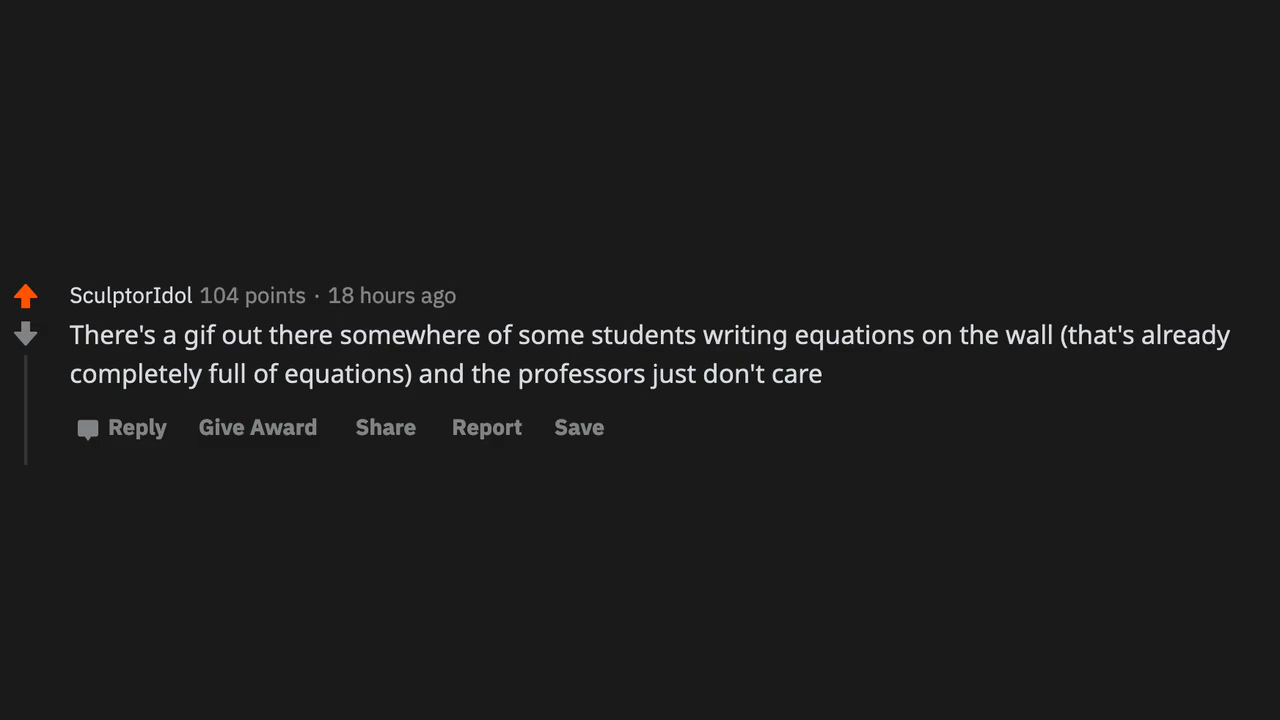 SculptorIdol 104 points · 18 hours ago
There's a gif out there somewhere of some students writing equations on the wall (that's already
completely full of equations) and the professors just don't care
Reply Give Award Share Report Save